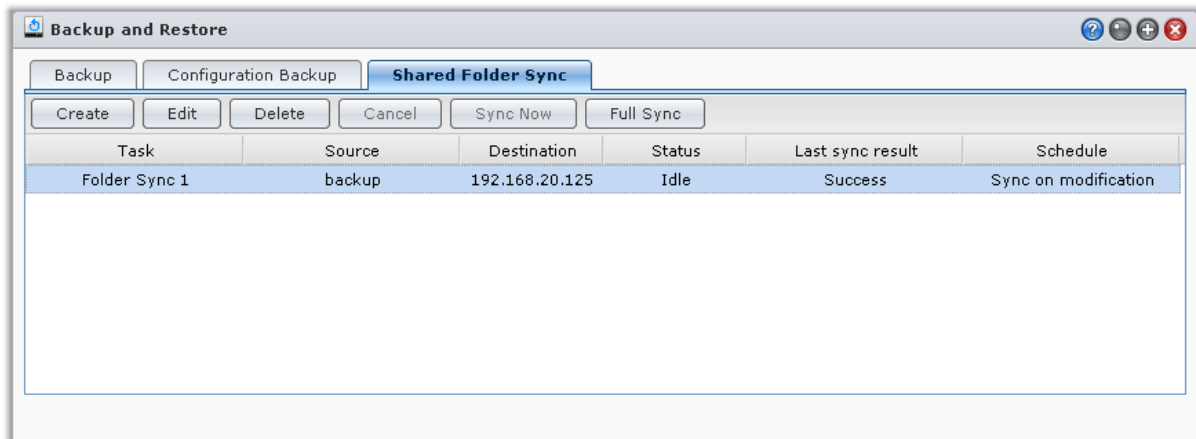 Backup and Restore
Backup Configuration Backup Shared Folder Sync
Create Edit Delete Cancel Sync Now Full Sync
Task Source Destination Status Last sync result Schedule
Folder Sync 1 backup 192.168.20.125 Idle Success Sync on modification